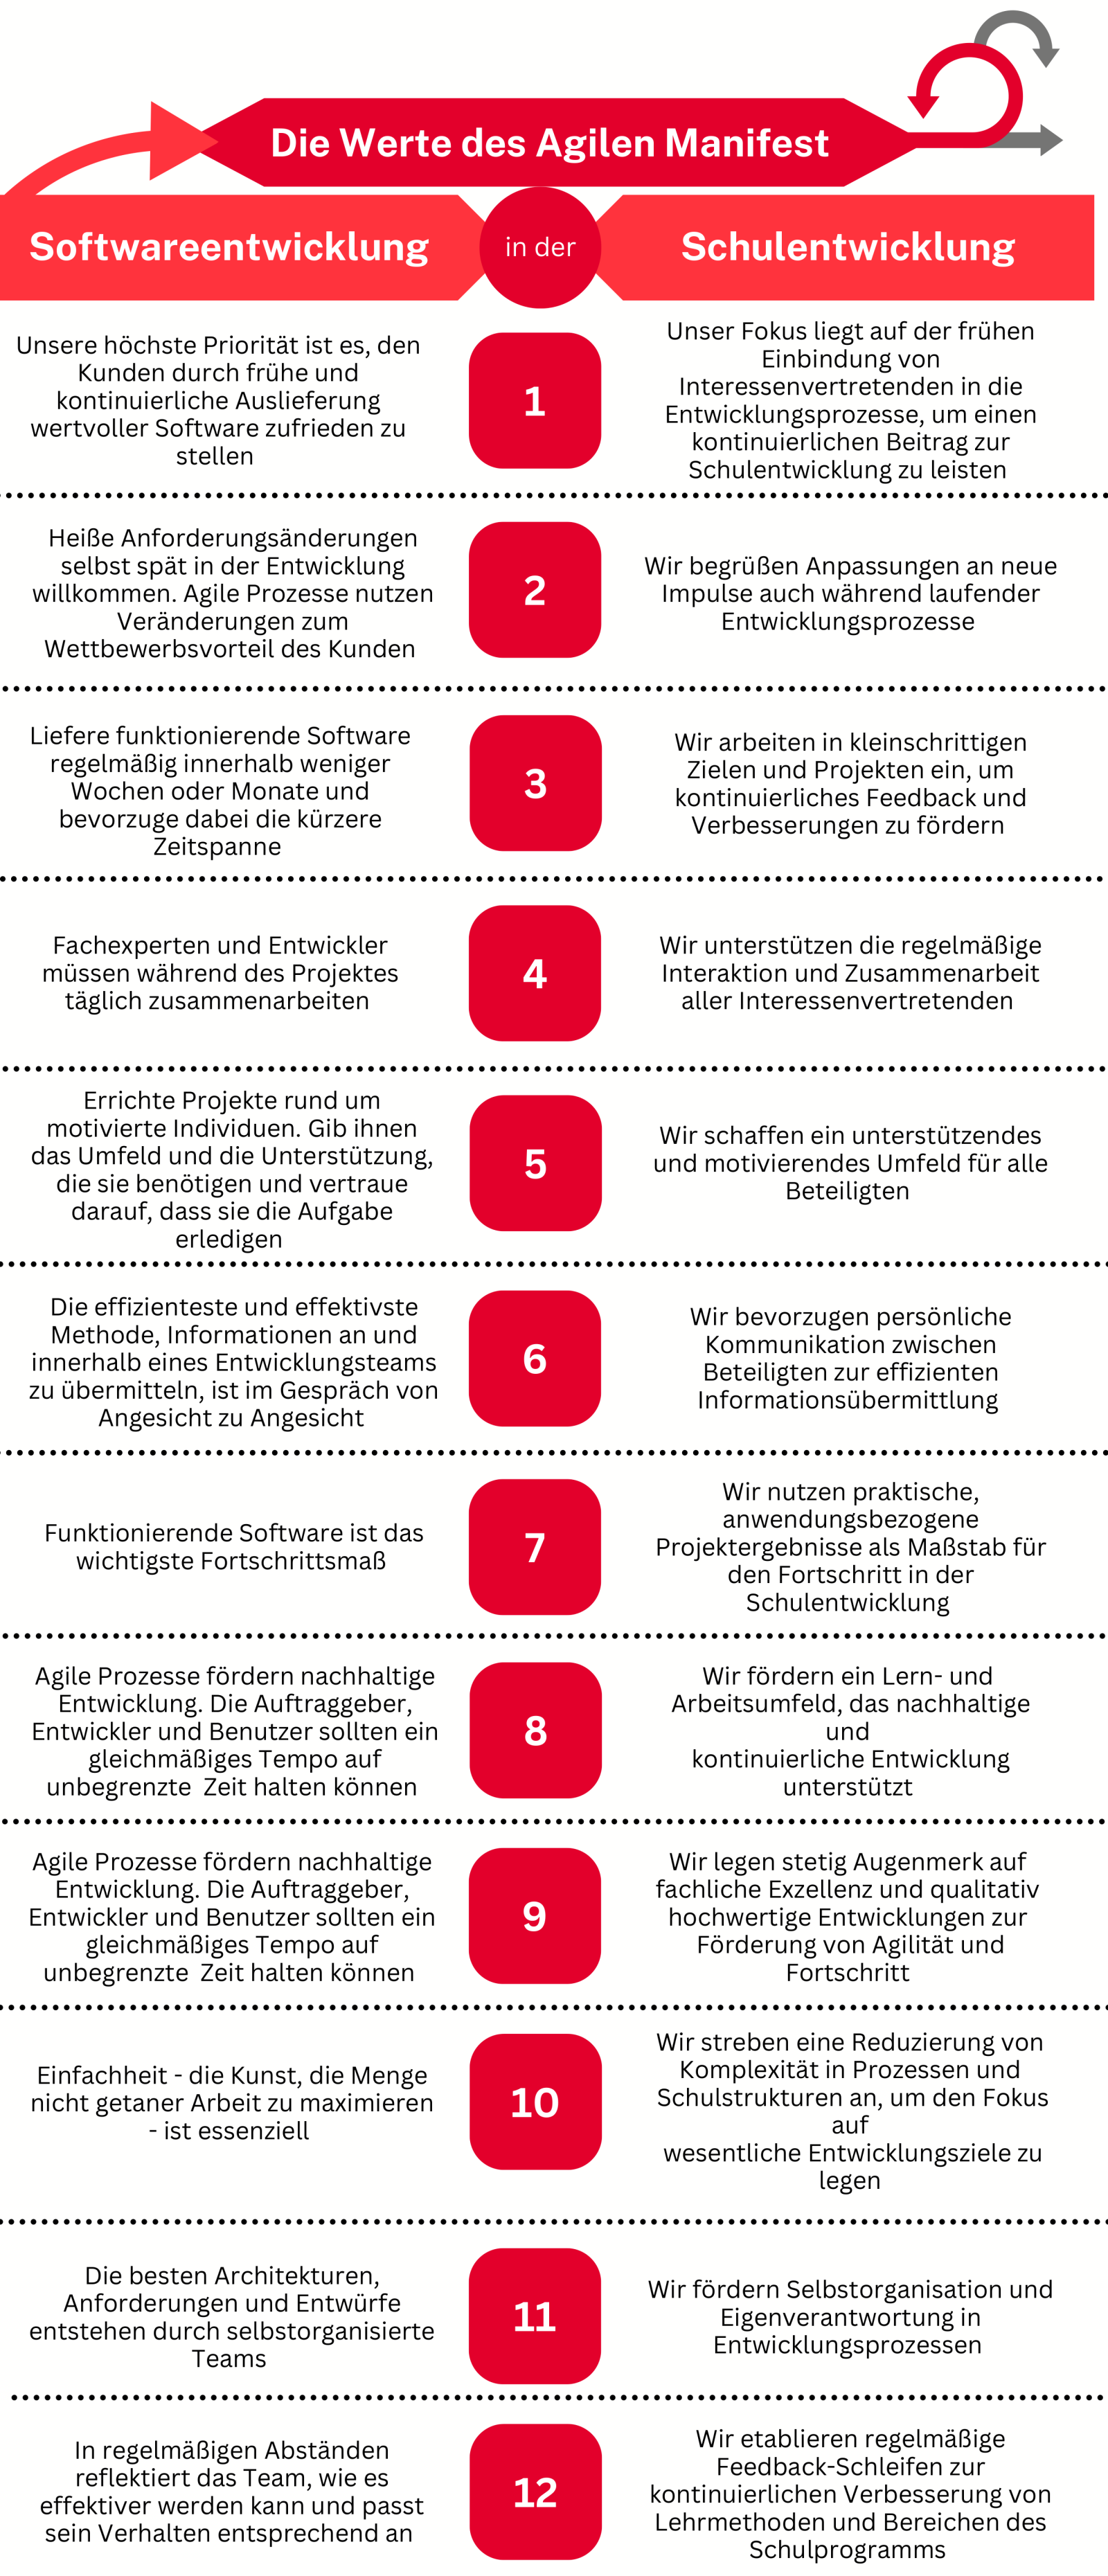 Die Werte des Agilen Manifest
Softwareentwicklung
in der
Schulentwicklung
Unsere höchste Priorität ist es, den
Kunden durch frühe und
kontinuierliche Auslieferung
wertvoller Software zufrieden zu
stellen
1
Unser Fokus liegt auf der frühen
Einbindung von
Interessenvertretenden in die
Entwicklungsprozesse, um einen
kontinuierlichen Beitrag zur
Schulentwicklung zu leisten
Heiße Anforderungsänderungen
selbst spät in der Entwicklung
willkommen. Agile Prozesse nutzen
Veränderungen zum
Wettbewerbsvorteil des Kunden
2
Wir begrüßen Anpassungen an neue
Impulse auch während laufender
Entwicklungsprozesse
Liefere funktionierende Software
regelmäßig innerhalb weniger
Wochen oder Monate und
bevorzuge dabei die kürzere
Zeitspanne
3
Wir arbeiten in kleinschrittigen
Zielen und Projekten ein, um
kontinuierliches Feedback und
Verbesserungen zu fördern
Fachexperten und Entwickler
müssen während des Projektes
täglich zusammenarbeiten
4
Wir unterstützen die regelmäßige
Interaktion und Zusammenarbeit
aller Interessenvertretenden
Errichte Projekte rund um
motivierte Individuen. Gib ihnen
das Umfeld und die Unterstützung,
die sie benötigen und vertraue
darauf, dass sie die Aufgabe
erledigen
5
Wir schaffen ein unterstützendes
und motivierendes Umfeld für alle
Beteiligten
Die effizienteste und effektivste
Methode, Informationen an und
innerhalb eines Entwicklungsteams
zu übermitteln, ist im Gespräch von
Angesicht zu Angesicht
6
Wir bevorzugen persönliche
Kommunikation zwischen
Beteiligten zur effizienten
Informationsübermittlung
Funktionierende Software ist das
wichtigste Fortschrittsmaß
7
Wir nutzen praktische,
anwendungsbezogene
Projektergebnisse als Maßstab für
den Fortschritt in der
Schulentwicklung
Agile Prozesse fördern nachhaltige
Entwicklung. Die Auftraggeber,
Entwickler und Benutzer sollten ein
gleichmäßiges Tempo auf
unbegrenzte  Zeit halten können
8
Wir fördern ein Lern- und
Arbeitsumfeld, das nachhaltige
und
kontinuierliche Entwicklung
unterstützt
Agile Prozesse fördern nachhaltige
Entwicklung. Die Auftraggeber,
Entwickler und Benutzer sollten ein
gleichmäßiges Tempo auf
unbegrenzte  Zeit halten können
9
Wir legen stetig Augenmerk auf
fachliche Exzellenz und qualitativ
hochwertige Entwicklungen zur
Förderung von Agilität und
Fortschritt
Einfachheit - die Kunst, die Menge
nicht getaner Arbeit zu maximieren
- ist essenziell
10
Wir streben eine Reduzierung von
Komplexität in Prozessen und
Schulstrukturen an, um den Fokus
auf
wesentliche Entwicklungsziele zu
legen
Die besten Architekturen,
Anforderungen und Entwürfe
entstehen durch selbstorganisierte
Teams
11
Wir fördern Selbstorganisation und
Eigenverantwortung in
Entwicklungsprozessen
In regelmäßigen Abständen
reflektiert das Team, wie es
effektiver werden kann und passt
sein Verhalten entsprechend an
12
Wir etablieren regelmäßige
Feedback-Schleifen zur
kontinuierlichen Verbesserung von
Lehrmethoden und Bereichen des
Schulprogramms